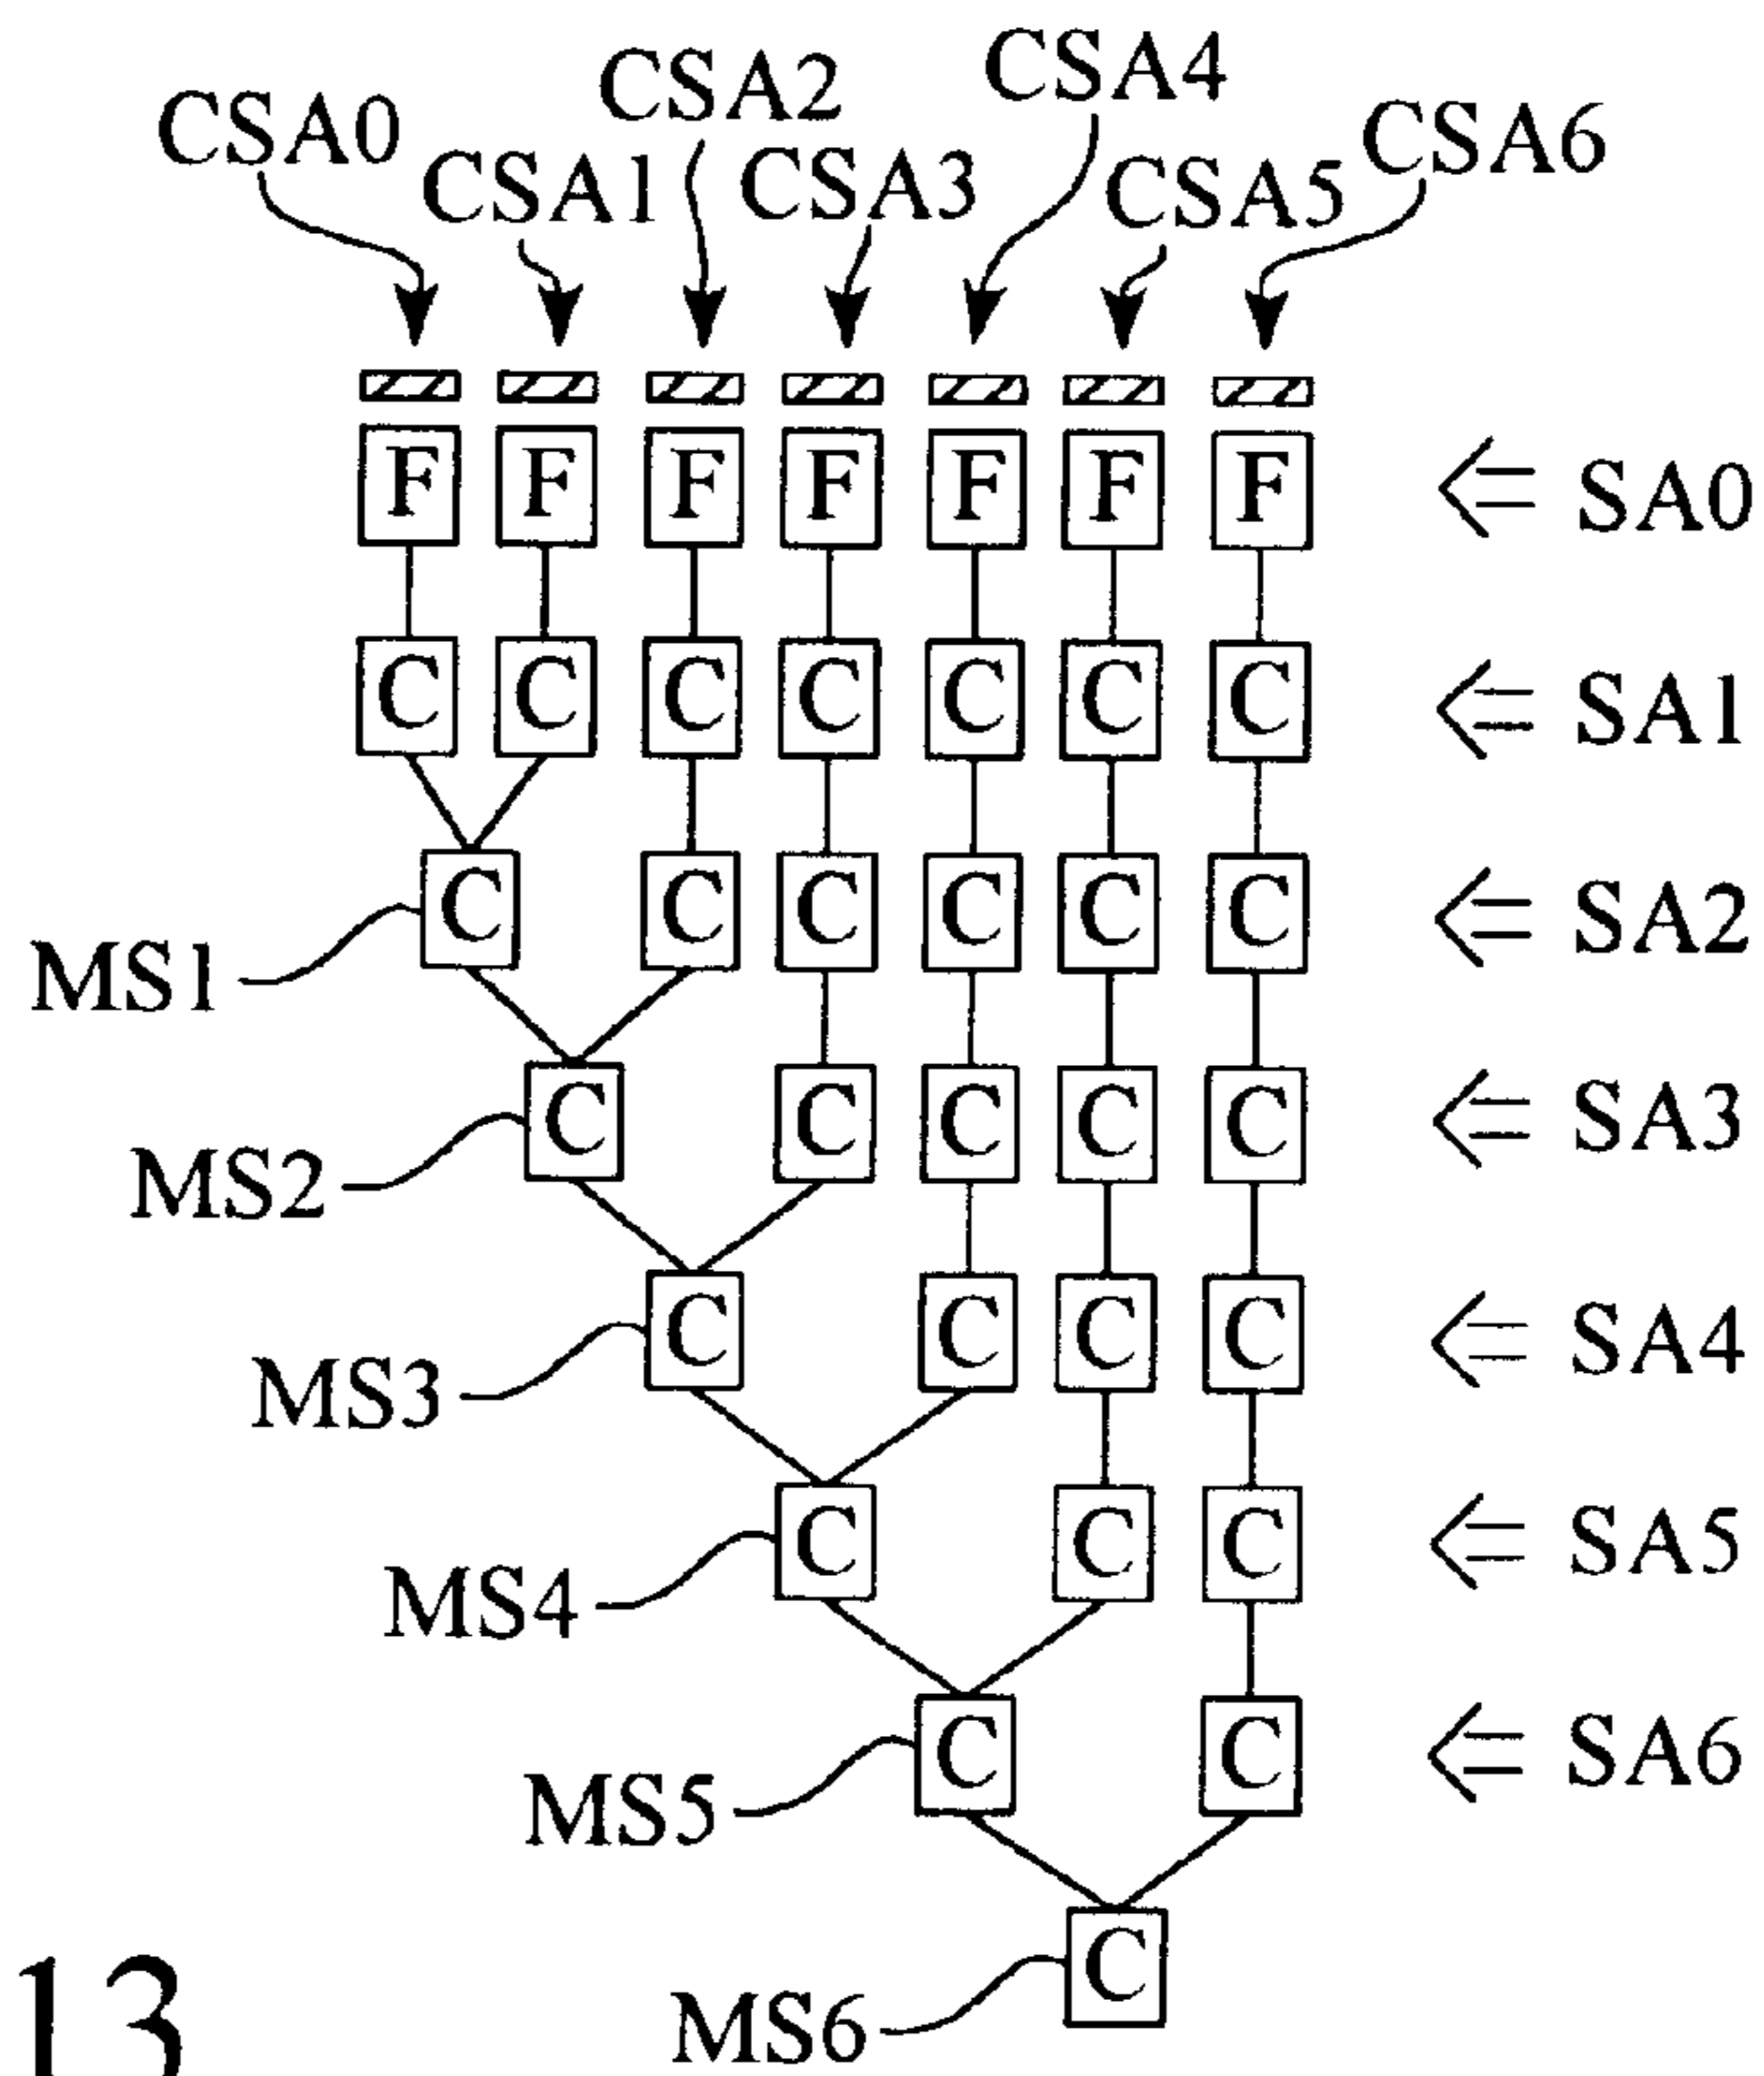 CSA0 CSA2 CSA4 CSA6
CSA1 CSA3 CSA5
F F F F F F F SA0
C C C C C C C SA1
C C C C C C SA2
MS1
C C C C C SA3
MS2
C C C C SA4
MS3
C C C SA5
MS4
C C SA6
MS5
C
MS6
13